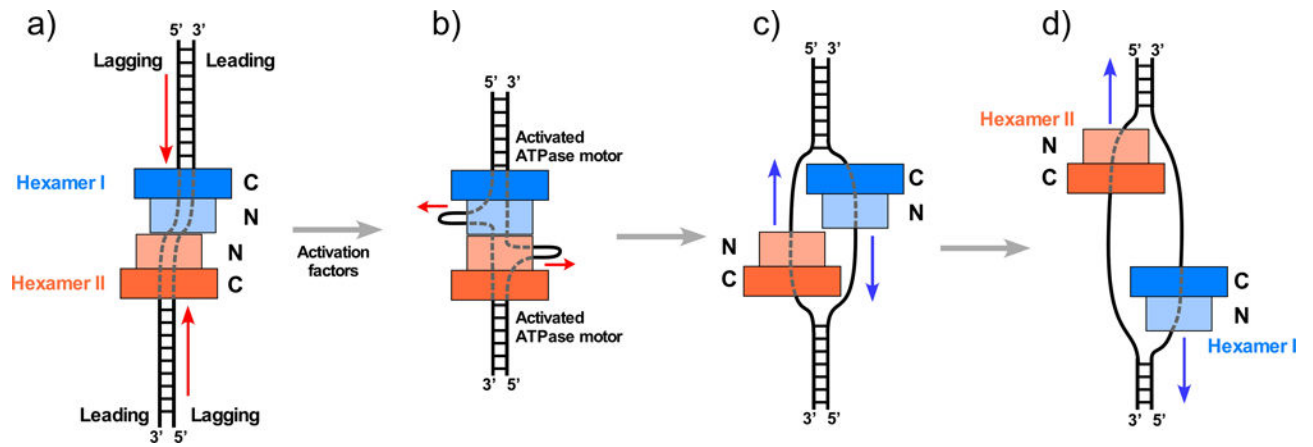 a)
5' 3'
Lagging
Leading
Hexamer I
C
N
N
Hexamer II
C
Leading
Lagging
3' 5'
Activation
factors
b)
5' 3'
Activated
ATPase motor
Activated
ATPase motor
3' 5'
c)
5' 3'
C
N
N
C
3' 5'
d)
5' 3'
Hexamer II
N
C
C
N
Hexamer I
3' 5'